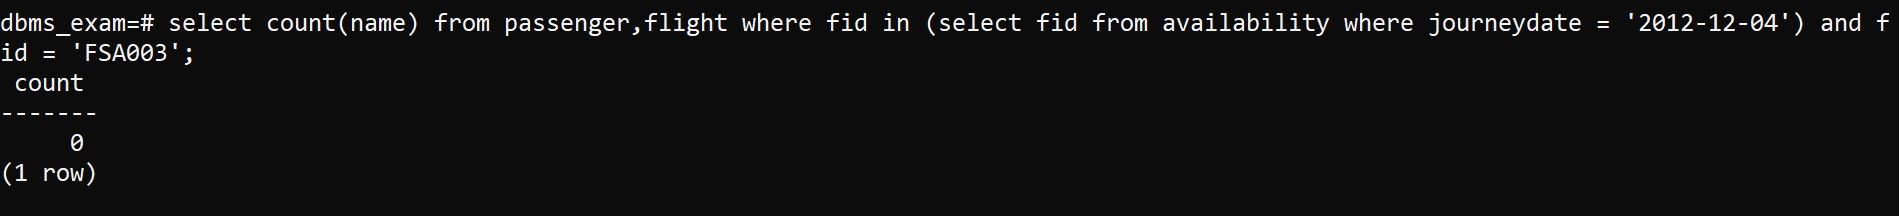 dbms_exam=# select count(name) from passenger,flight where fid in (select fid from availability where journeydate = '2012-12-04') and f
id = 'FSA003';
 count
-------
     0
(1 row)